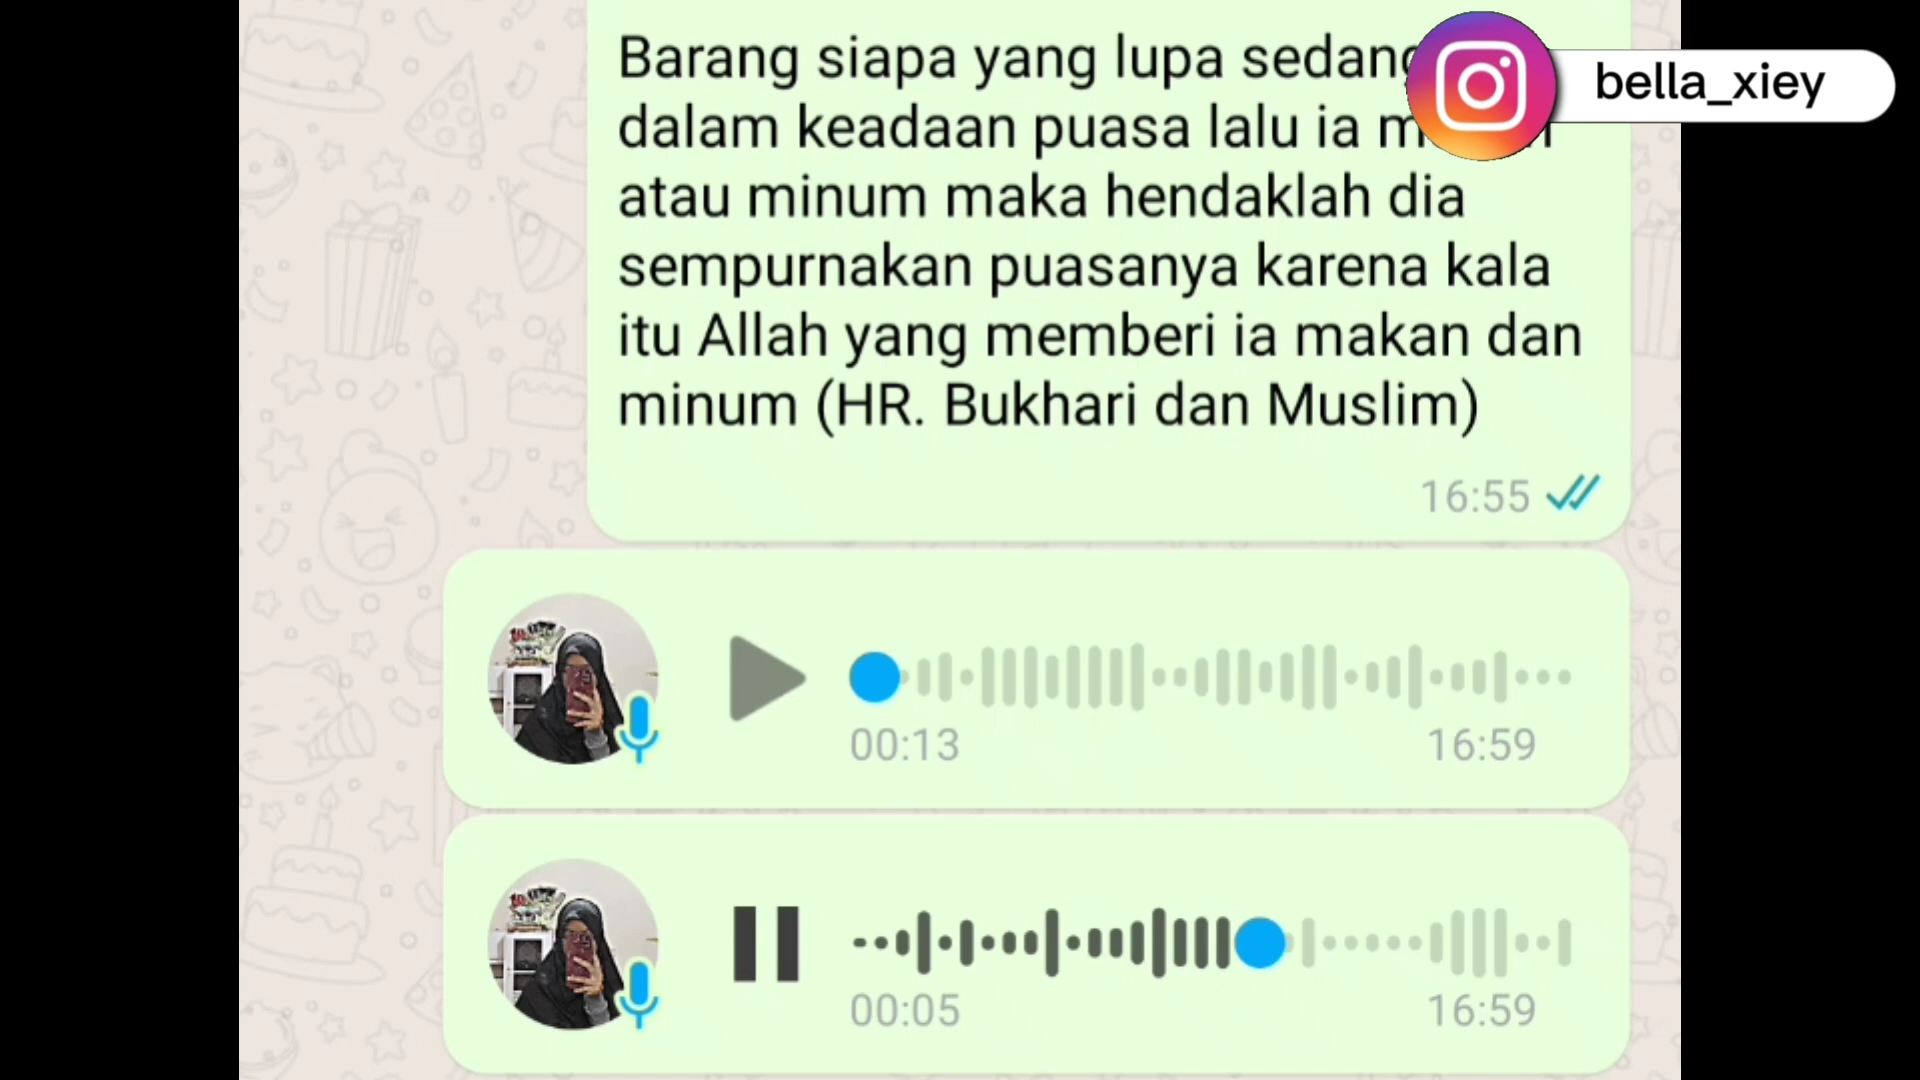 Barang siapa yang lupa sedang
bella_xiey
dalam keadaan puasa lalu ia
atau minum maka hendaklah dia
sempurnakan puasanya karena kala
itu Allah yang memberi ia makan dan
minum (HR. Bukhari dan Muslim)
16:55
00:13
16:59
00:05
16:59